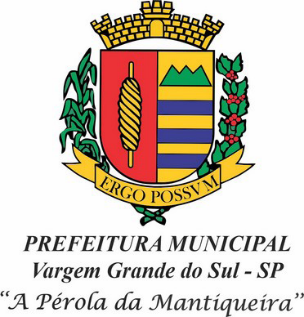 ERGO POSSVM
PREFEITURA MUNICIPAL
Vargem Grande do Sul - SP
“A Pérola da Mantiqueira”